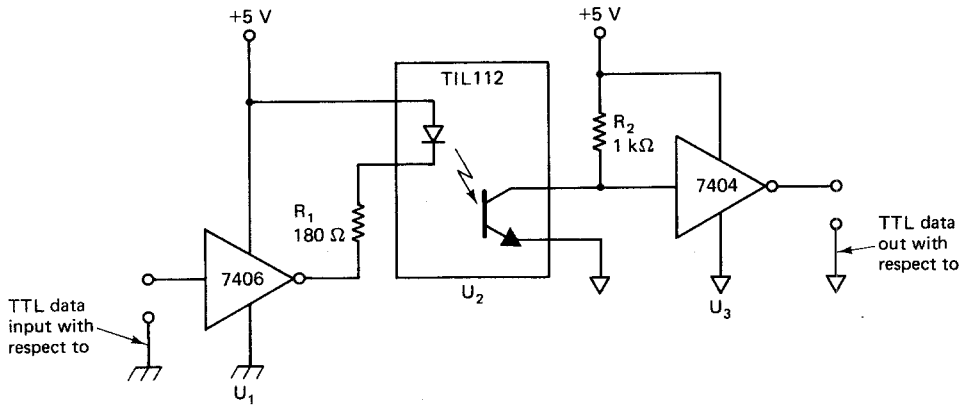 +5 V
+5 V
TIL112
R₂
1 kΩ
7404
R₁
180 Ω
7406
TTL data
out with
respect to
U₂
U₃
TTL data
input with
respect to
U₁